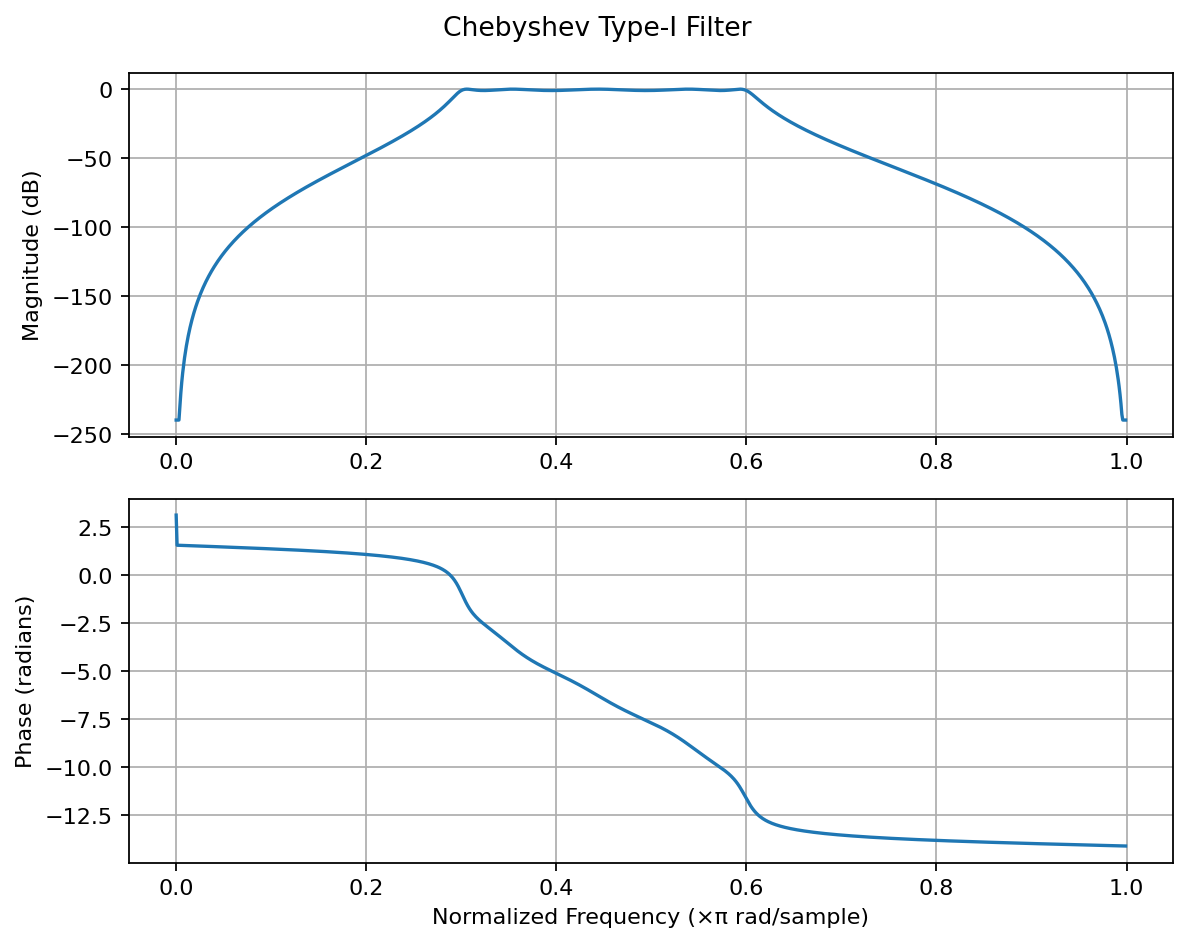 Chebyshev Type-I Filter
0
−50
−100
−150
−200
−250
Magnitude (dB)
0.0 0.2 0.4 0.6 0.8 1.0
2.5
0.0
−2.5
−5.0
−7.5
−10.0
−12.5
Phase (radians)
0.0 0.2 0.4 0.6 0.8 1.0
Normalized Frequency (×π rad/sample)